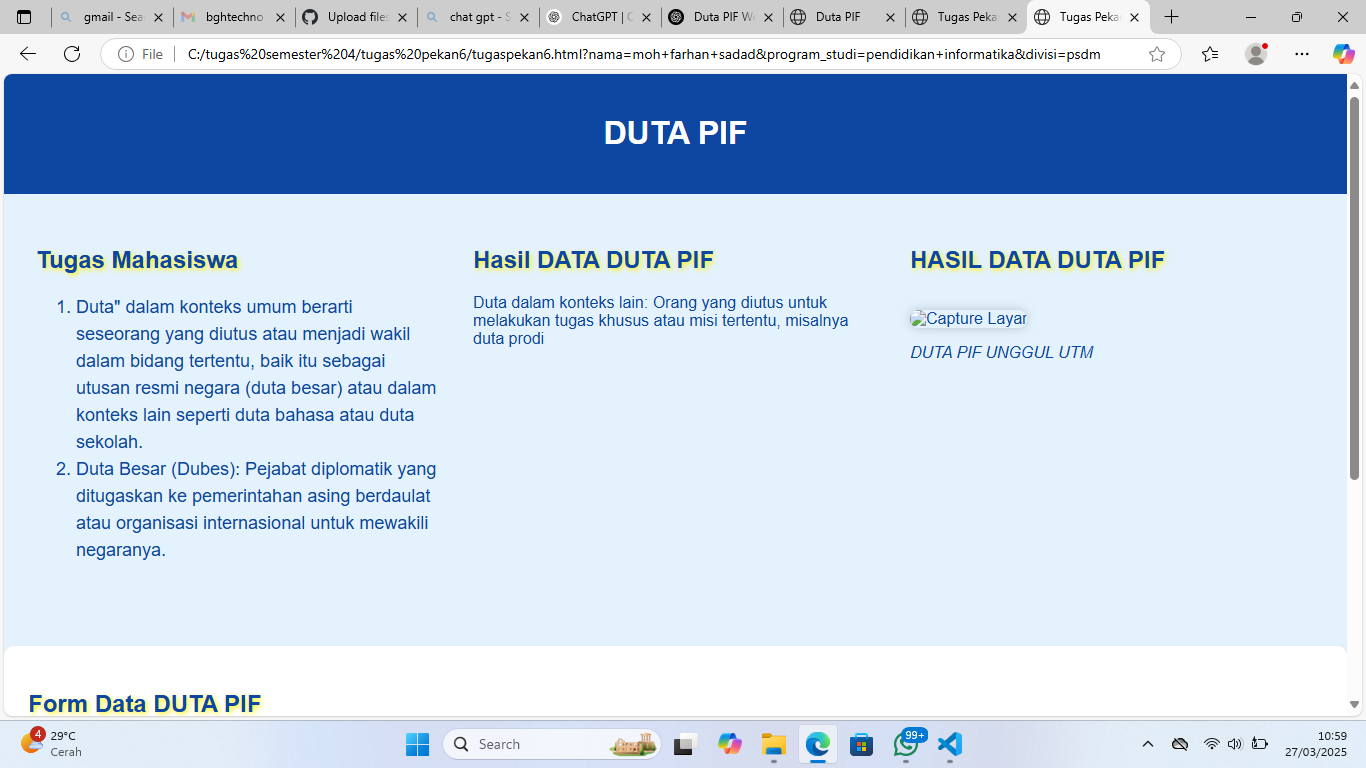 gmail - Sea
bghtechno
Upload files
chat gpt - S
ChatGPT | O
Duta PIF We
Duta PIF
Tugas Pekan
Tugas Pekan
File
C:/tugas%20semester%204/tugas%20pekan6/tugaspekan6.html?nama=moh+farhan+sadad&program_studi=pendidikan+informatika&divisi=psdm
DUTA PIF
Tugas Mahasiswa
1. Duta" dalam konteks umum berarti
seseorang yang diutus atau menjadi wakil
dalam bidang tertentu, baik itu sebagai
utusan resmi negara (duta besar) atau dalam
konteks lain seperti duta bahasa atau duta
sekolah.
2. Duta Besar (Dubes): Pejabat diplomatik yang
ditugaskan ke pemerintahan asing berdaulat
atau organisasi internasional untuk mewakili
negaranya.
Hasil DATA DUTA PIF
Duta dalam konteks lain: Orang yang diutus untuk
melakukan tugas khusus atau misi tertentu, misalnya
duta prodi
HASIL DATA DUTA PIF
Capture Layar
DUTA PIF UNGGUL UTM
Form Data DUTA PIF
4
29°C
Cerah
Search
99+
10:59
27/03/2025